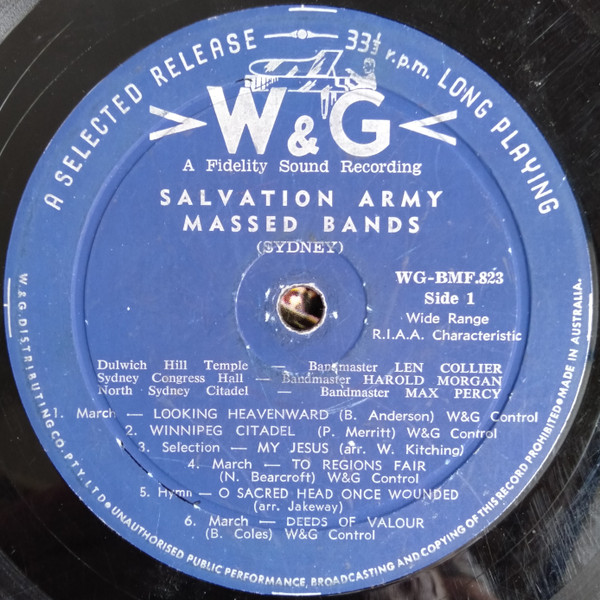 A SELECTED RELEASE 33⅓ r.p.m. LONG PLAYING
W&G
A Fidelity Sound Recording
SALVATION ARMY
MASSED BANDS
(SYDNEY)
WG-BMF.823
Side 1
Wide Range
R.I.A.A. Characteristic
Dulwich Hill Temple — Bandmaster LEN COLLIER
Sydney Congress Hall — Bandmaster HAROLD MORGAN
North Sydney Citadel — Bandmaster MAX PERCY
1. March — LOOKING HEAVENWARD (B. Anderson) W&G Control
2. WINNIPEG CITADEL (P. Merritt) W&G Control
3. Selection — MY JESUS (arr. W. Kitching)
4. March — TO REGIONS FAIR
(N. Bearcroft) W&G Control
5. Hymn — O SACRED HEAD ONCE WOUNDED
(arr. Jakeway)
6. March — DEEDS OF VALOUR
(B. Coles) W&G Control
W.&G. DISTRIBUTING CO. PTY. LTD • UNAUTHORISED PUBLIC PERFORMANCE, BROADCASTING AND COPYING OF THIS RECORD PROHIBITED • MADE IN AUSTRALIA.